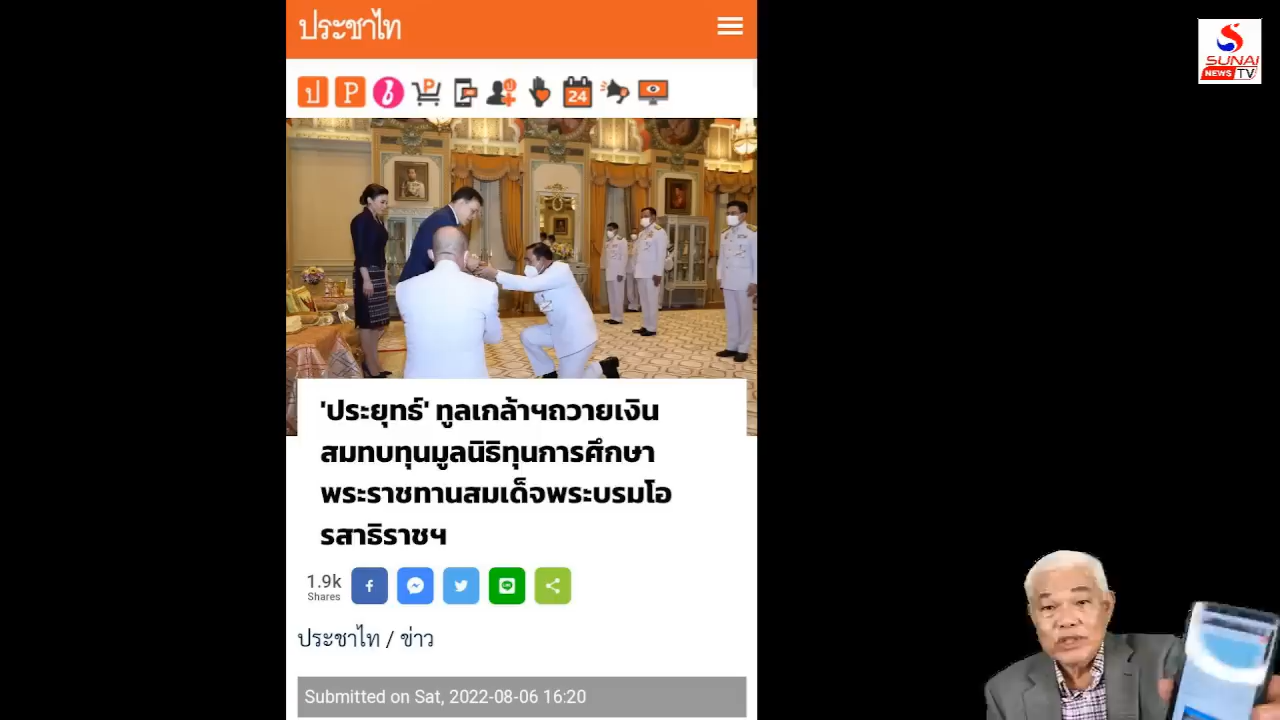 ประชาไท
ป P b P ป 24
SUNAI
NEWS TV
'ประยุทธ์' ทูลเกล้าฯถวายเงิน
สมทบทุนมูลนิธิทุนการศึกษา
พระราชทานสมเด็จพระบรมโอ
รสาธิราชฯ
1.9k
Shares
ประชาไท / ข่าว
Submitted on Sat, 2022-08-06 16:20